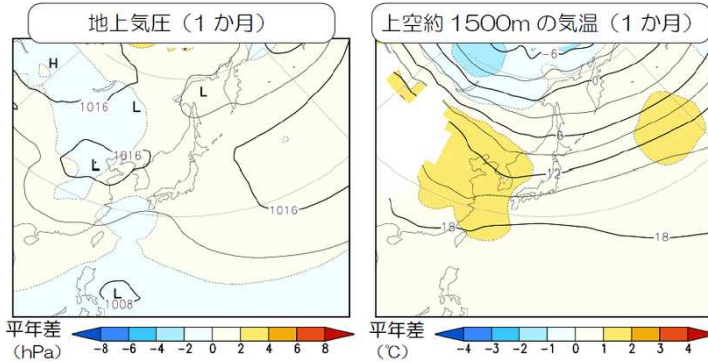 地上気圧（1か月）
H
1016
L
L
1016
L
1016
L
1008
平年差
（hPa）
-8 -6 -4 -2 0 2 4 6 8
上空約1500mの気温（1か月）
-6
0
6
12
18
18
平年差
（℃）
-4 -3 -2 -1 0 1 2 3 4